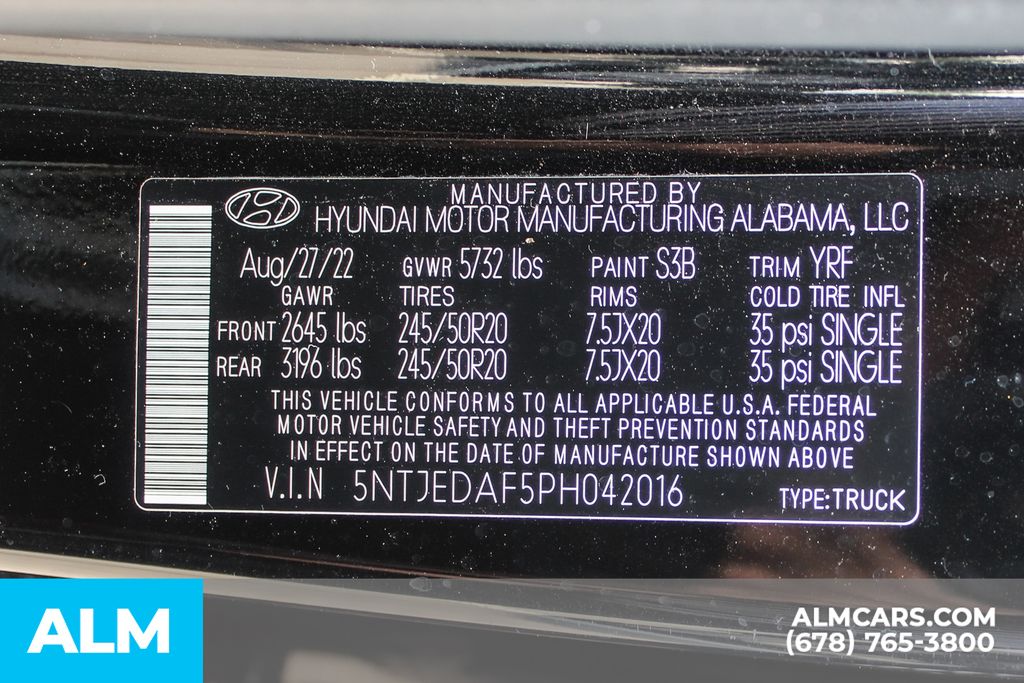 MANUFACTURED BY
HYUNDAI MOTOR MANUFACTURING ALABAMA, LLC
Aug/27/22 GVWR 5732 lbs PAINT S3B TRIM YRF
GAWR TIRES RIMS COLD TIRE INFL
FRONT 2645 lbs 245/50R20 7.5JX20 35 psi SINGLE
REAR 3196 lbs 245/50R20 7.5JX20 35 psi SINGLE
THIS VEHICLE CONFORMS TO ALL APPLICABLE U.S.A. FEDERAL
MOTOR VEHICLE SAFETY AND THEFT PREVENTION STANDARDS
IN EFFECT ON THE DATE OF MANUFACTURE SHOWN ABOVE
V.I.N 5NTJEDAF5PH042016 TYPE:TRUCK
ALM
ALMCARS.COM
(678) 765-3800